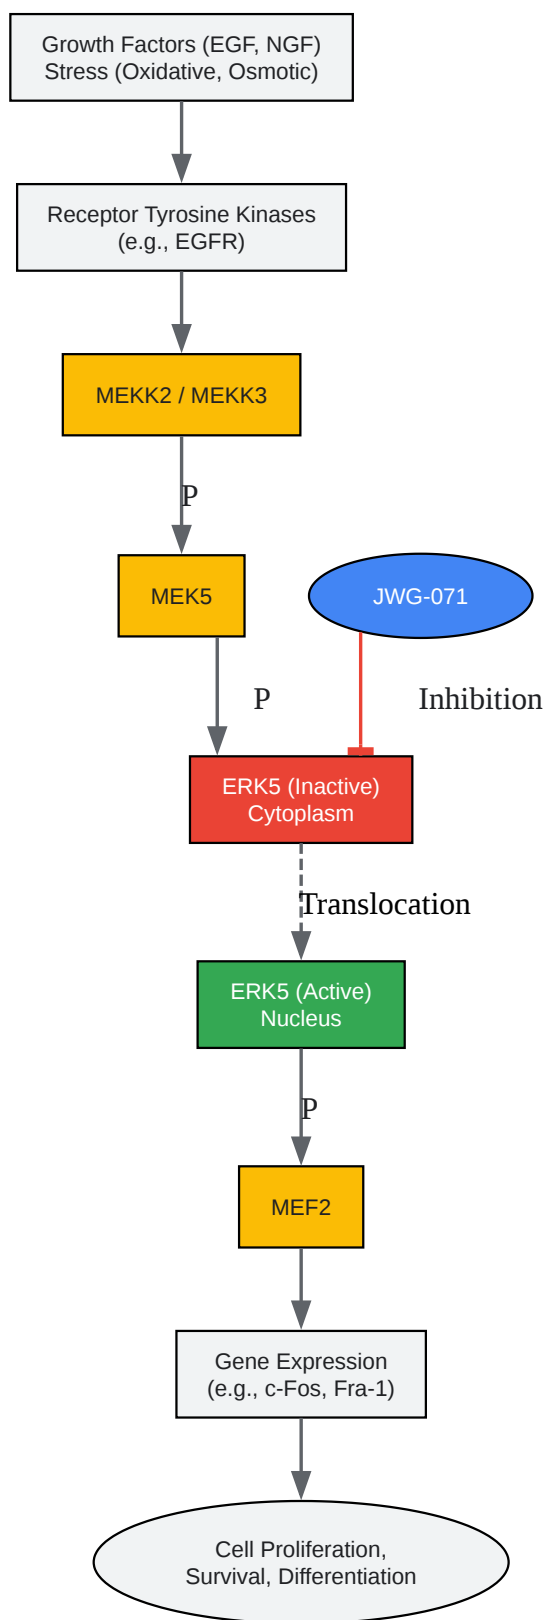 Growth Factors (EGF, NGF)
Stress (Oxidative, Osmotic)
Receptor Tyrosine Kinases
(e.g., EGFR)
MEKK2 / MEKK3
P
MEK5
JWG-071
P
Inhibition
ERK5 (Inactive)
Cytoplasm
Translocation
ERK5 (Active)
Nucleus
P
MEF2
Gene Expression
(e.g., c-Fos, Fra-1)
Cell Proliferation,
Survival, Differentiation